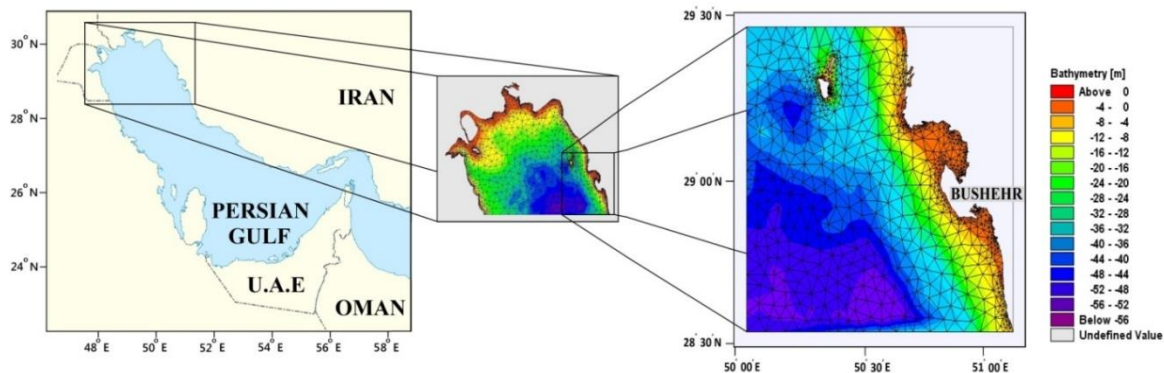 30° N
28°
26°
24° N
48 E
50 E
52 E
54 E
56 E
58 E
IRAN
PERSIAN
GULF
U.A.E
OMAN
29°30' N
29°00' N
28°30' N
50°00' E
50°30' E
51°00' E
BUSHEHR
Bathymetry [m]
Above 0
-4 - 0
-8 - -4
-12 - -8
-16 - -12
-20 - -16
-24 - -20
-28 - -24
-32 - -28
-36 - -32
-40 - -36
-44 - -40
-48 - -44
-52 - -48
-56 - -52
Below -56
Undefined Value